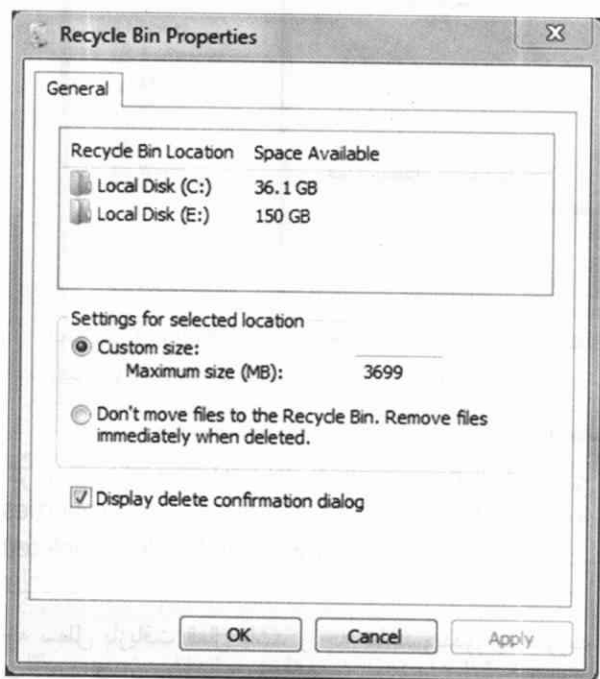 Recycle Bin Properties
General
Recycle Bin Location Space Available
Local Disk (C:) 36.1 GB
Local Disk (E:) 150 GB
Settings for selected location
Custom size:
Maximum size (MB): 3699
Don't move files to the Recycle Bin. Remove files
immediately when deleted.
Display delete confirmation dialog
OK Cancel Apply